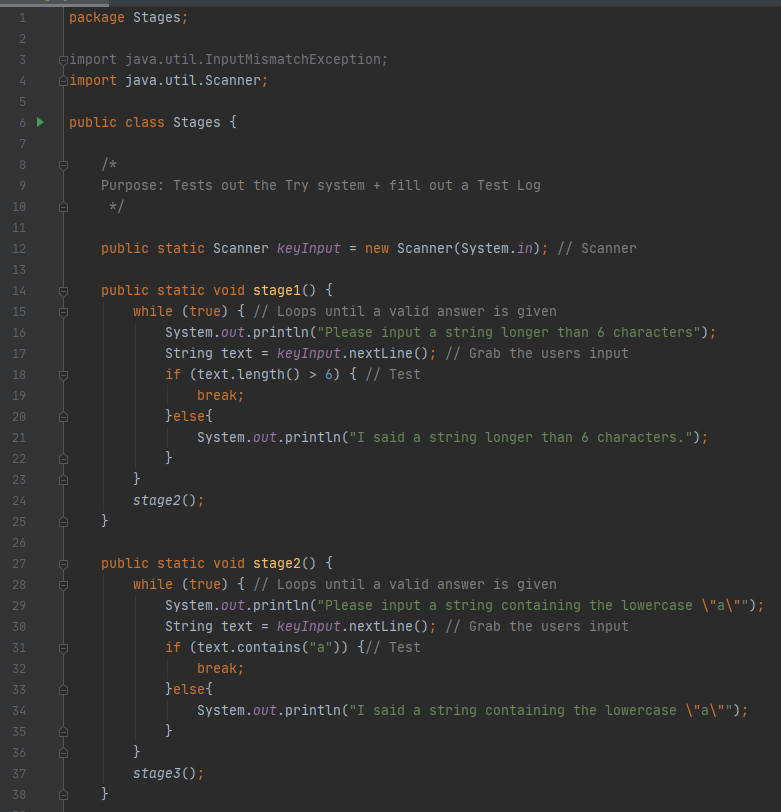 1 package Stages;
2
3 import java.util.InputMismatchException;
4 import java.util.Scanner;
5
6 public class Stages {
7
8     /*
9     Purpose: Tests out the Try system + fill out a Test Log
10      */
11
12     public static Scanner keyInput = new Scanner(System.in); // Scanner
13
14     public static void stage1() {
15         while (true) { // Loops until a valid answer is given
16             System.out.println("Please input a string longer than 6 characters");
17             String text = keyInput.nextLine(); // Grab the users input
18             if (text.length() > 6) { // Test
19                 break;
20             }else{
21                 System.out.println("I said a string longer than 6 characters.");
22             }
23         }
24         stage2();
25     }
26
27     public static void stage2() {
28         while (true) { // Loops until a valid answer is given
29             System.out.println("Please input a string containing the lowercase \"a\"");
30             String text = keyInput.nextLine(); // Grab the users input
31             if (text.contains("a")) {// Test
32                 break;
33             }else{
34                 System.out.println("I said a string containing the lowercase \"a\"");
35             }
36         }
37         stage3();
38     }